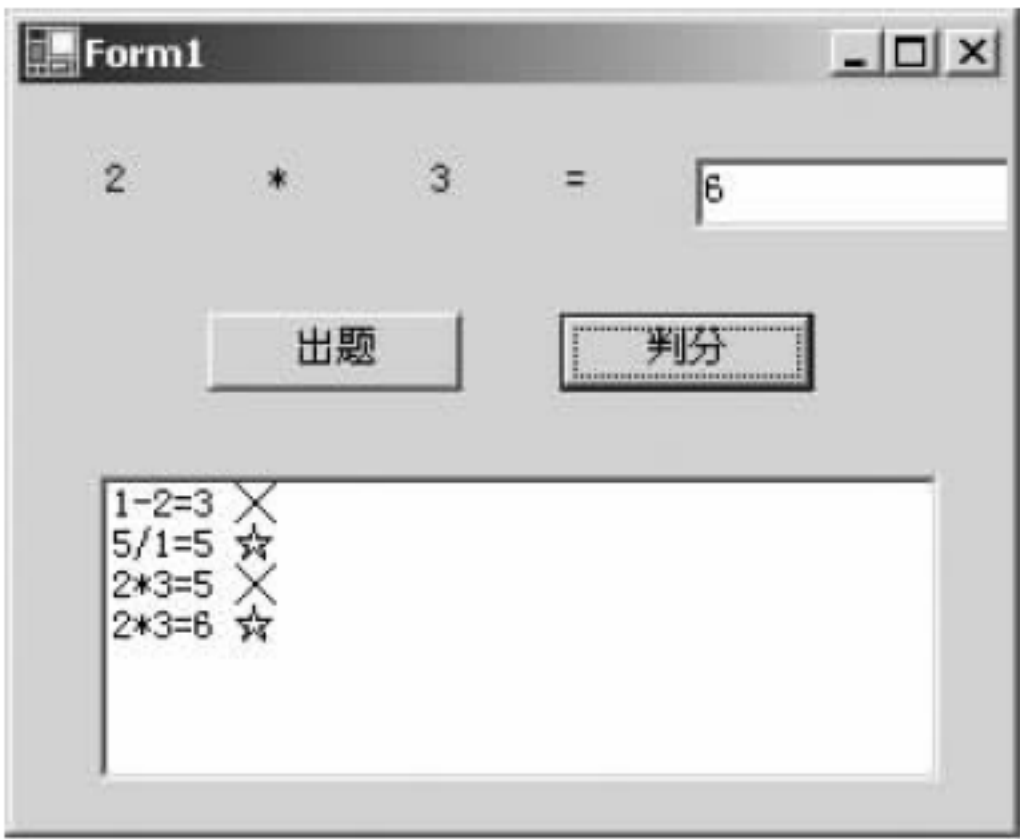 Form1
2 * 3 = 6
出题 判分
1-2=3 ╳
5/1=5 ☆
2*3=5 ╳
2*3=6 ☆